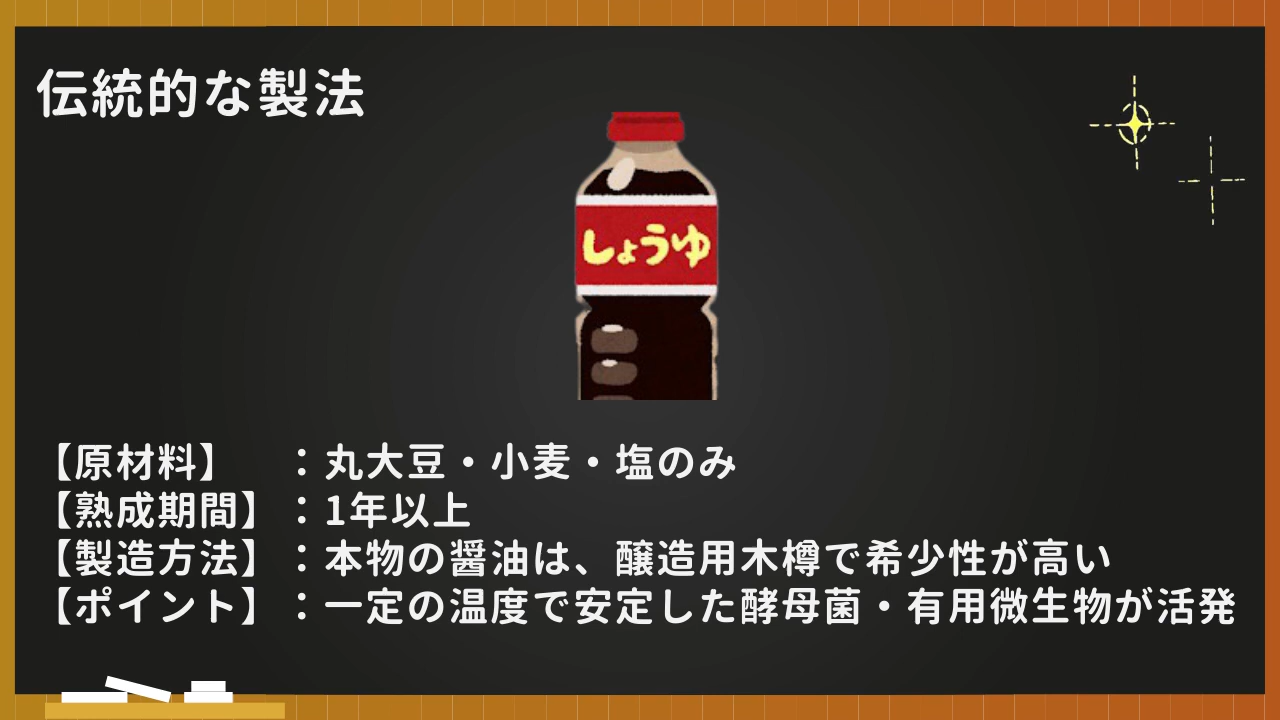 伝統的な製法
しょうゆ
【原材料】　：丸大豆・小麦・塩のみ
【熟成期間】：1年以上
【製造方法】：本物の醤油は、醸造用木樽で希少性が高い
【ポイント】：一定の温度で安定した酵母菌・有用微生物が活発